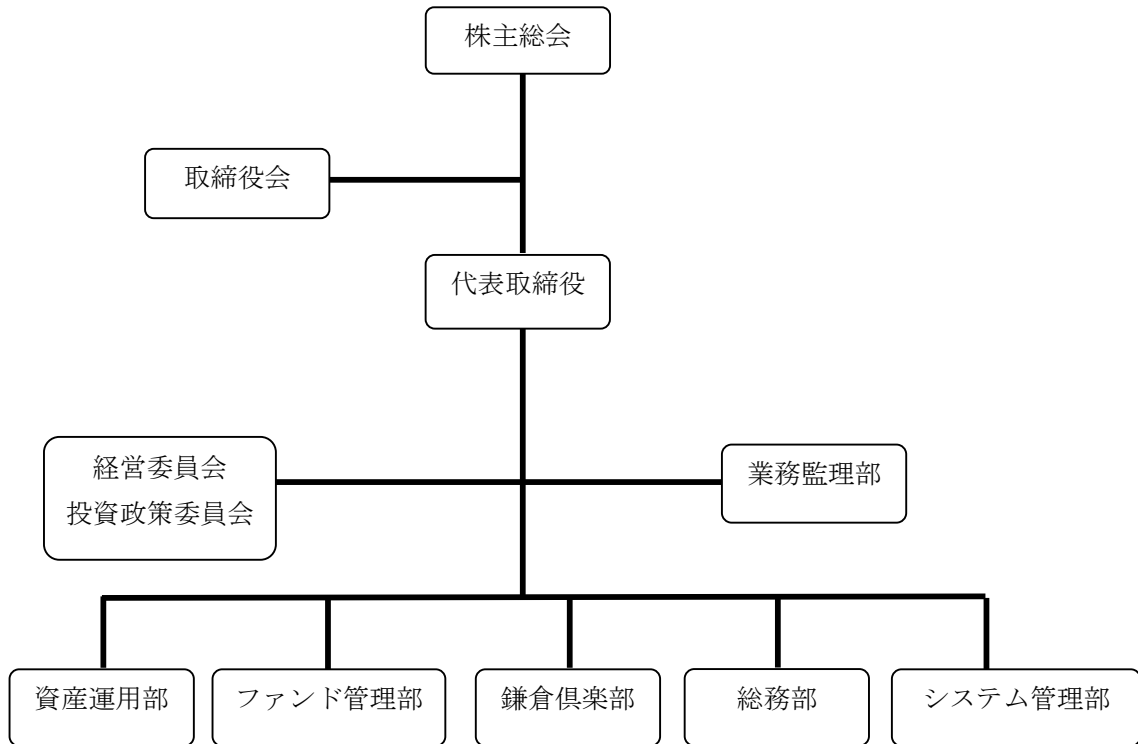 株主総会
取締役会
代表取締役
経営委員会
投資政策委員会
業務監理部
資産運用部
ファンド管理部
鎌倉倶楽部
総務部
システム管理部